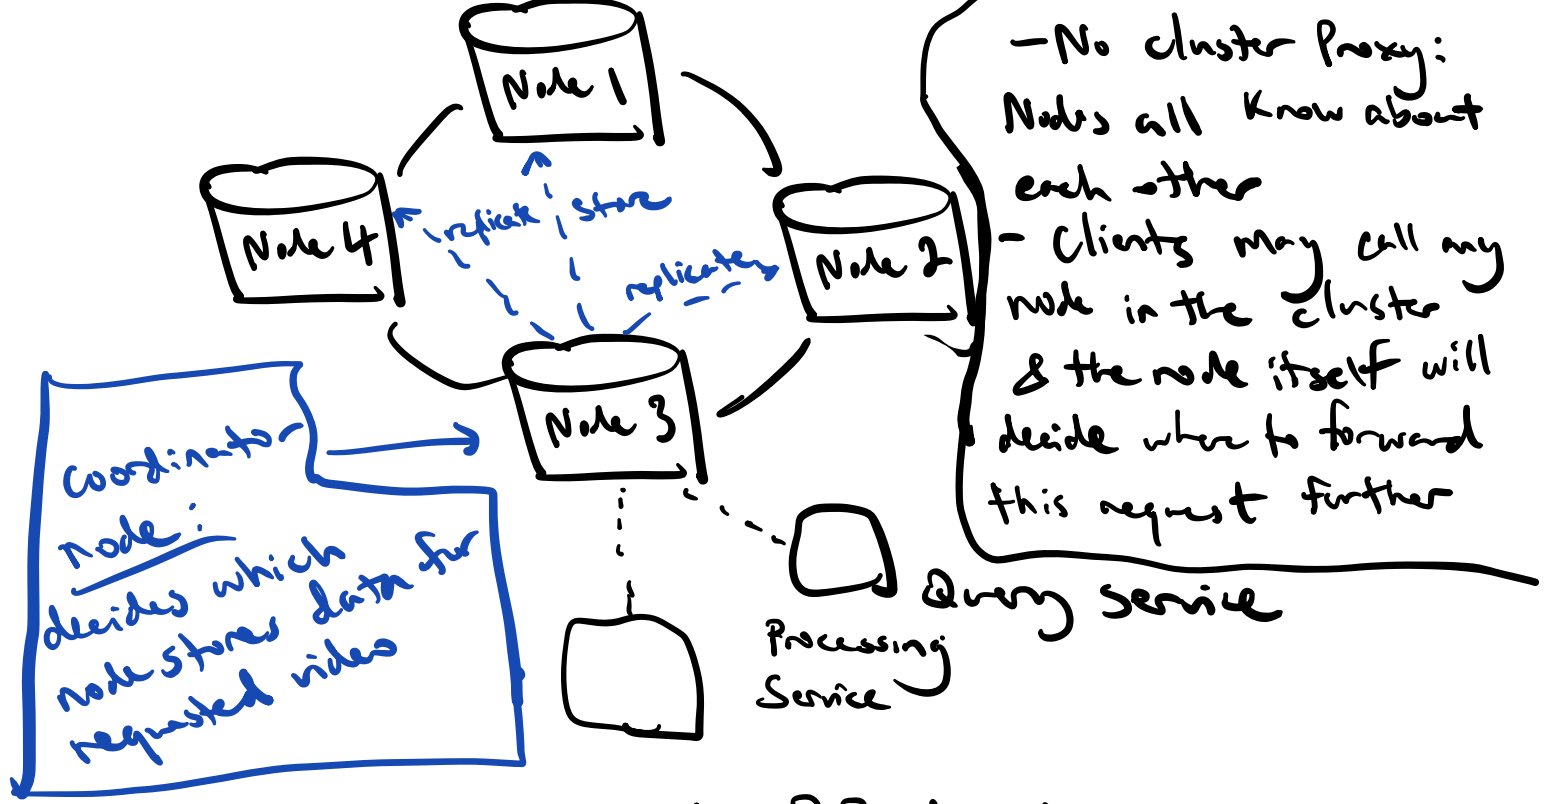 Node 1
Node 4
Node 2
Node 3
replicate
store
replicate
- No cluster Proxy:
Nodes all know about
each other
- Clients may call any
node in the cluster
& the node itself will
decide where to forward
this request further
coordinator
node:
decides which
node stores data for
requested video
Processing
Service
Query Service